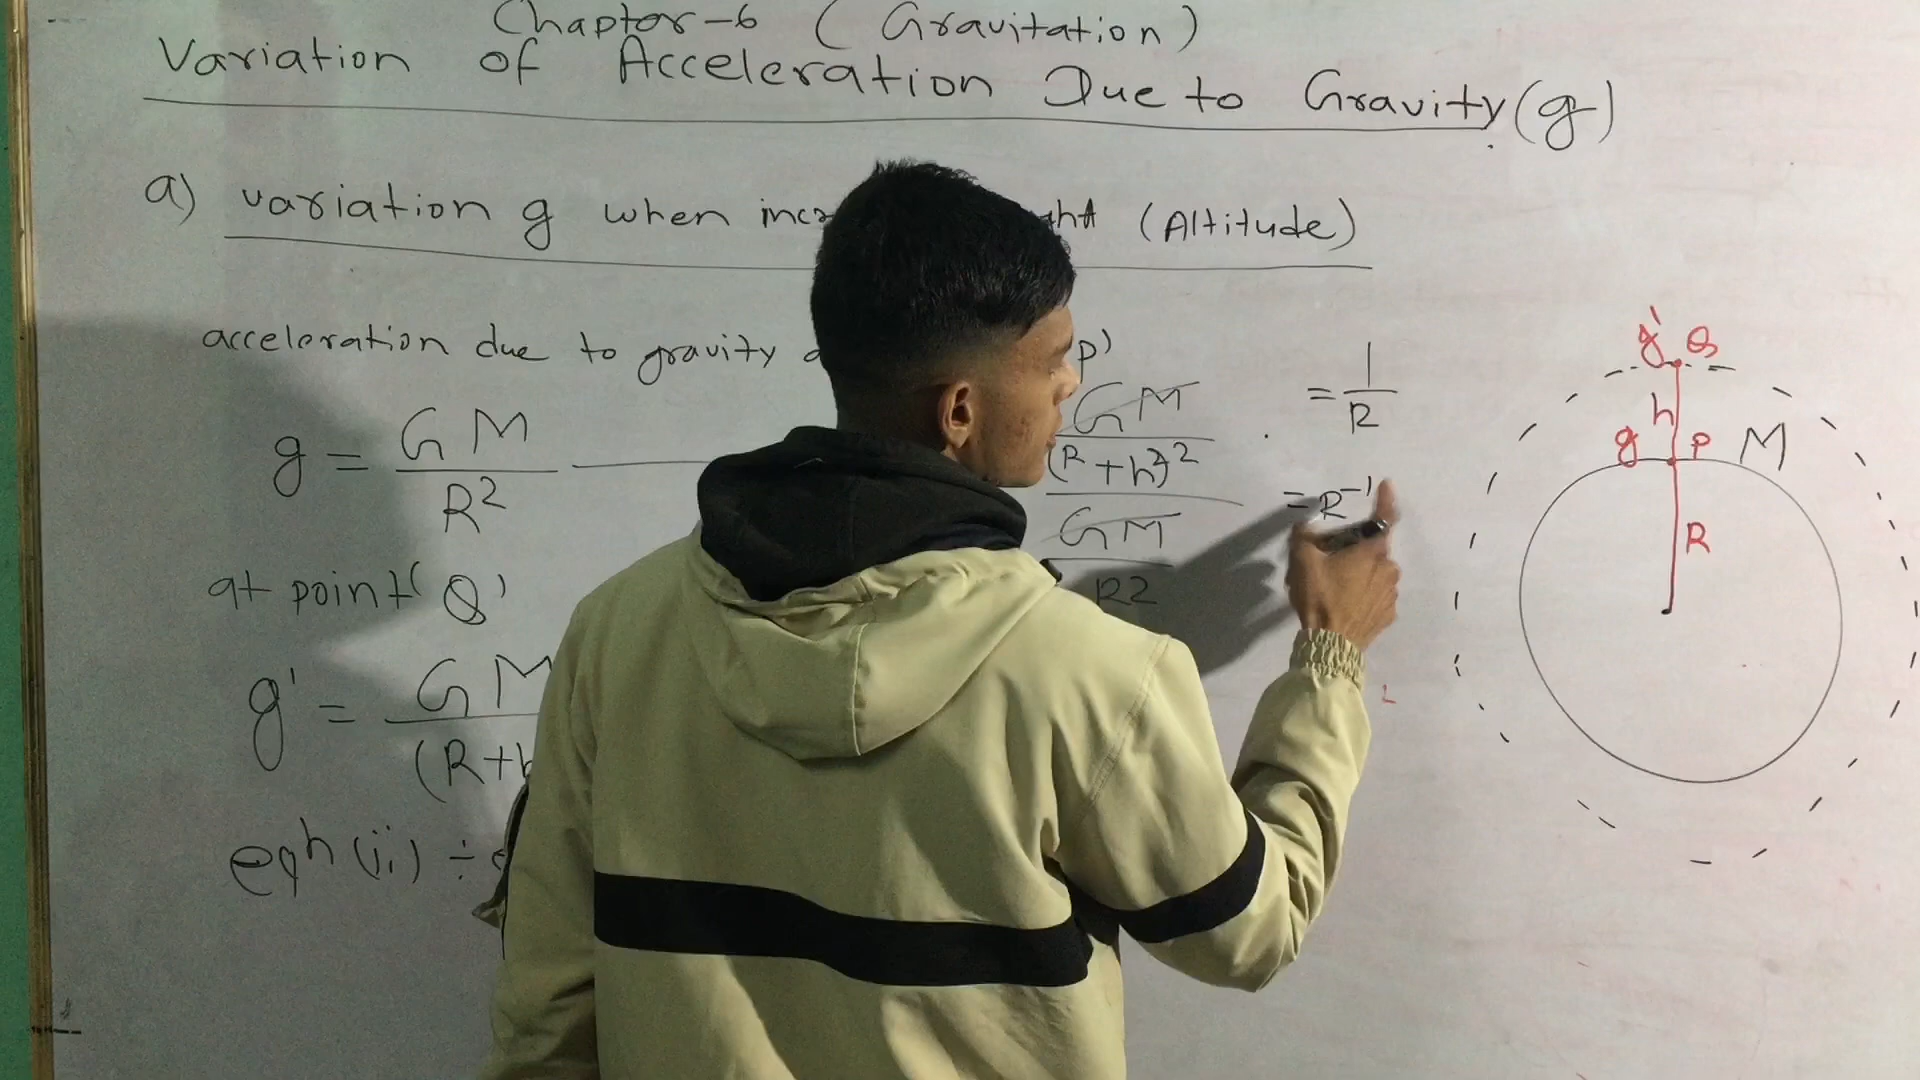 Chapter-6 (Gravitation)
Variation of Acceleration Due to Gravity (g)
a) variation g when (Altitude)
acceleration due to gravity
g = GM/R²
at point 'Q'
g' = GM
(R+h
eqn (ii) ÷
P'
GM
(R+h)²
GM
R2
= 1/R
= R⁻¹
g' Q
h
g P M
R